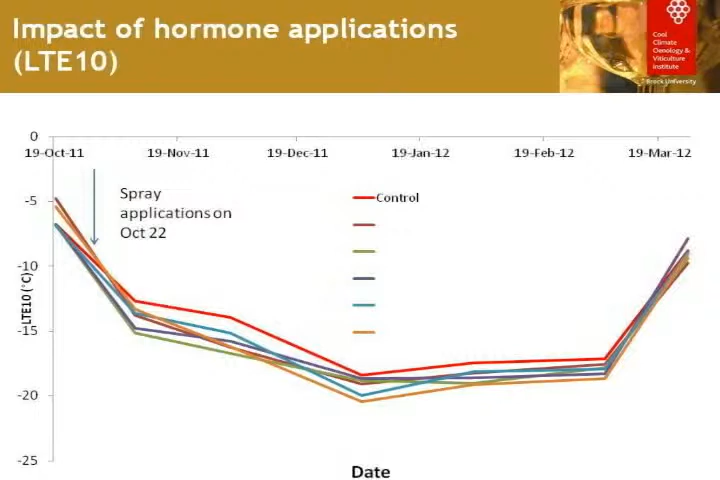 Impact of hormone applications
(LTE10)
Cool
Climate
Oenology &
Viticulture
Institute
Brock University
0
19-Oct-11 19-Nov-11 19-Dec-11 19-Jan-12 19-Feb-12 19-Mar-12
Spray
applications on
Oct 22
Control
-5
-10
-15
-20
-25
LTE10 (°C)
Date